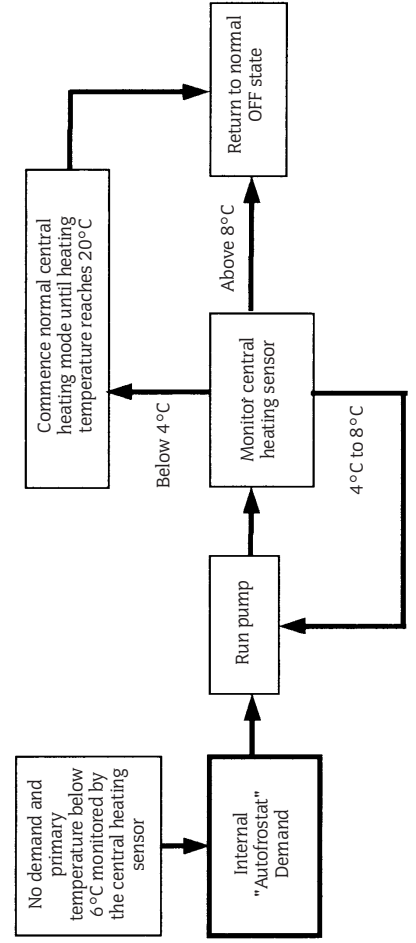 No demand and
primary
temperature below
6°C monitored by
the central heating
sensor
Internal
"Autofrostat"
Demand
Run pump
Monitor central
heating sensor
Below 4°C
4°C to 8°C
Above 8°C
Commence normal central
heating mode until heating
temperature reaches 20°C
Return to normal
OFF state